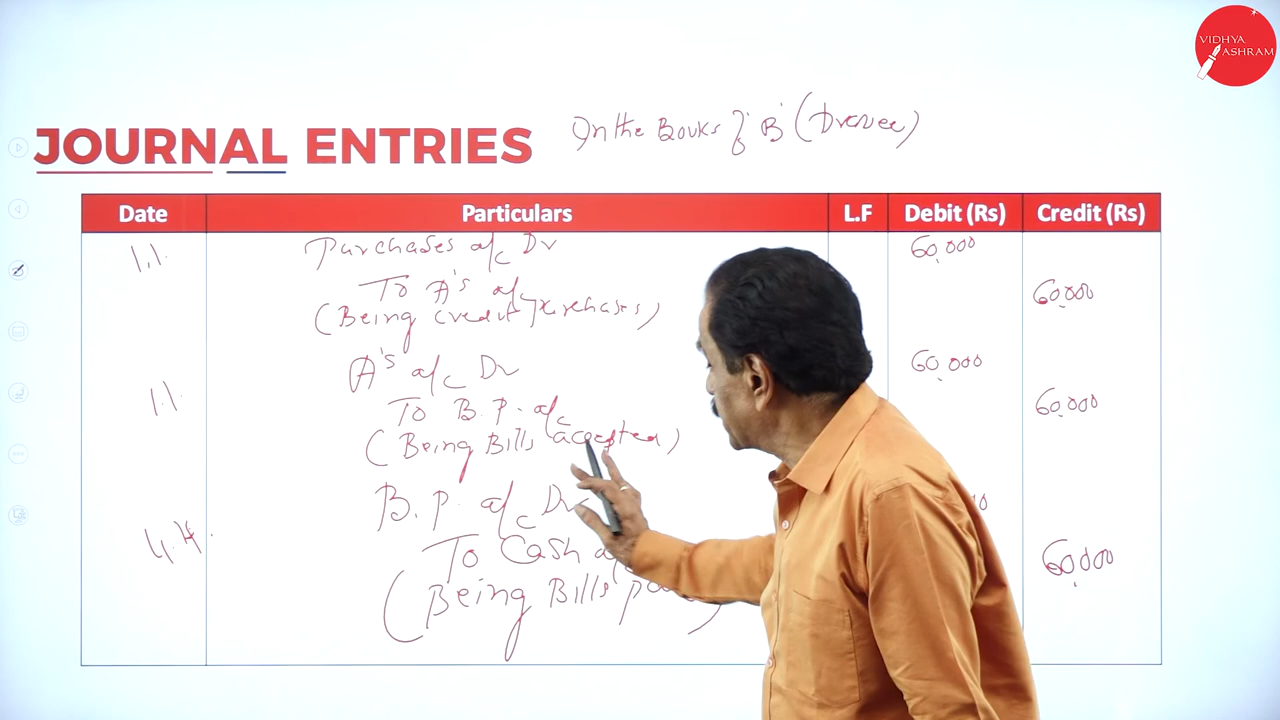 VIDHYA
ASHRAM
JOURNAL ENTRIES
On the Books of 'B' (Drawee)
Date Particulars L.F Debit (Rs) Credit (Rs)
1.1. Purchases a/c Dr 60,000
To A's a/c 60,000
(Being credit Purchases)
1.1 A's a/c Dr 60,000
To B.P. a/c 60,000
(Being Bills accepted)
4.4. B.P. a/c Dr
To Cash 60,000
(Being Bills